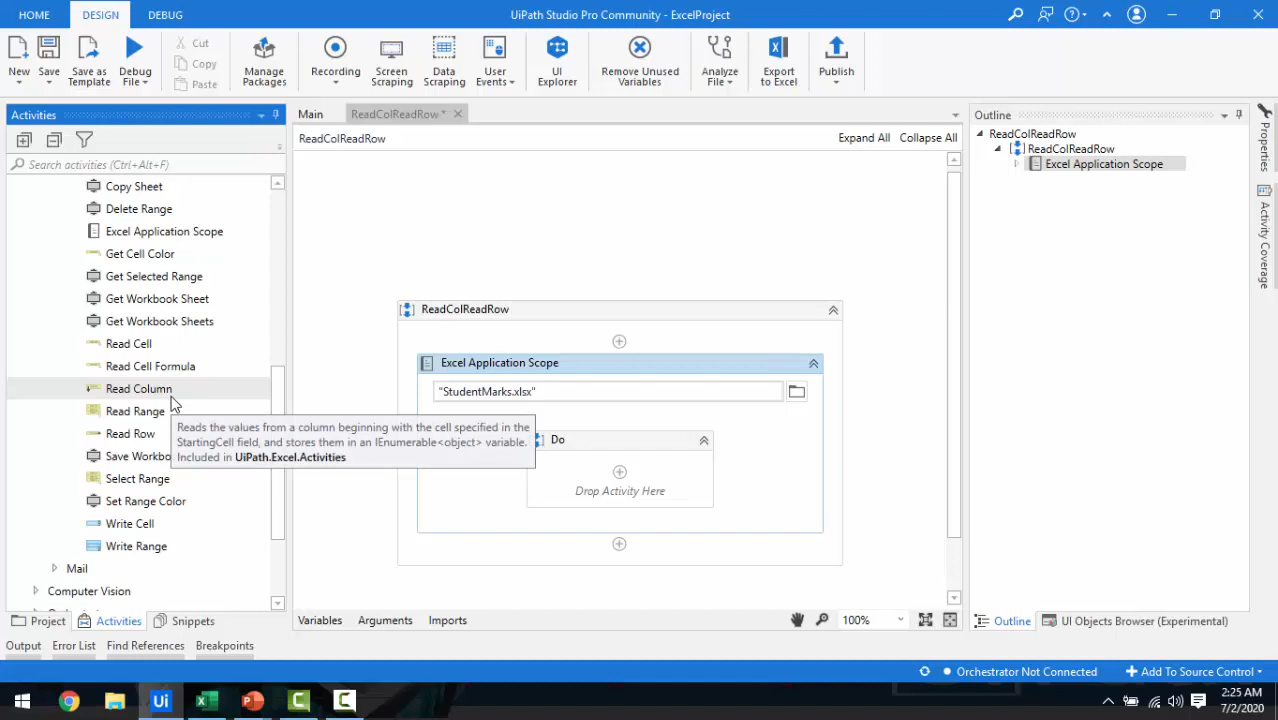 HOME DESIGN DEBUG UiPath Studio Pro Community - ExcelProject
New Save Save as Template Debug File Cut Copy Paste Manage Packages Recording Screen Scraping Data Scraping User Events UI Explorer Remove Unused Variables Analyze File Export to Excel Publish
Activities Main ReadColReadRow * Outline
ReadColReadRow Expand All Collapse All
Search activities (Ctrl+Alt+F)
Copy Sheet
Delete Range
Excel Application Scope
Get Cell Color
Get Selected Range
Get Workbook Sheet
Get Workbook Sheets
Read Cell
Read Cell Formula
Read Column
Read Range
Read Row
Save Workbo
Select Range
Set Range Color
Write Cell
Write Range
Mail
Computer Vision
Reads the values from a column beginning with the cell specified in the
StartingCell field, and stores them in an IEnumerable<object> variable.
Included in UiPath.Excel.Activities
ReadColReadRow
Excel Application Scope
"StudentMarks.xlsx"
Do
Drop Activity Here
ReadColReadRow
ReadColReadRow
Excel Application Scope
Properties
Activity Coverage
Project Activities Snippets Variables Arguments Imports 100% Outline UI Objects Browser (Experimental)
Output Error List Find References Breakpoints
Orchestrator Not Connected Add To Source Control
Ui
2:25 AM
7/2/2020